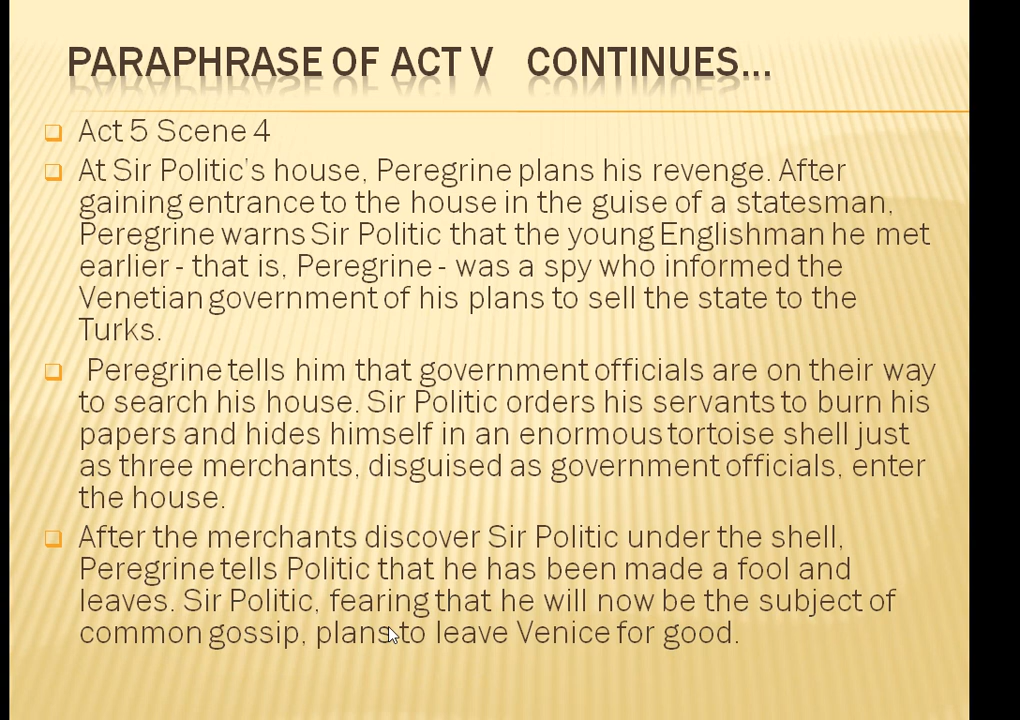 PARAPHRASE OF ACT V CONTINUES...
Act 5 Scene 4
At Sir Politic's house, Peregrine plans his revenge. After
gaining entrance to the house in the guise of a statesman,
Peregrine warns Sir Politic that the young Englishman he met
earlier - that is, Peregrine - was a spy who informed the
Venetian government of his plans to sell the state to the
Turks.
Peregrine tells him that government officials are on their way
to search his house. Sir Politic orders his servants to burn his
papers and hides himself in an enormous tortoise shell just
as three merchants, disguised as government officials, enter
the house.
After the merchants discover Sir Politic under the shell,
Peregrine tells Politic that he has been made a fool and
leaves. Sir Politic, fearing that he will now be the subject of
common gossip, plans to leave Venice for good.